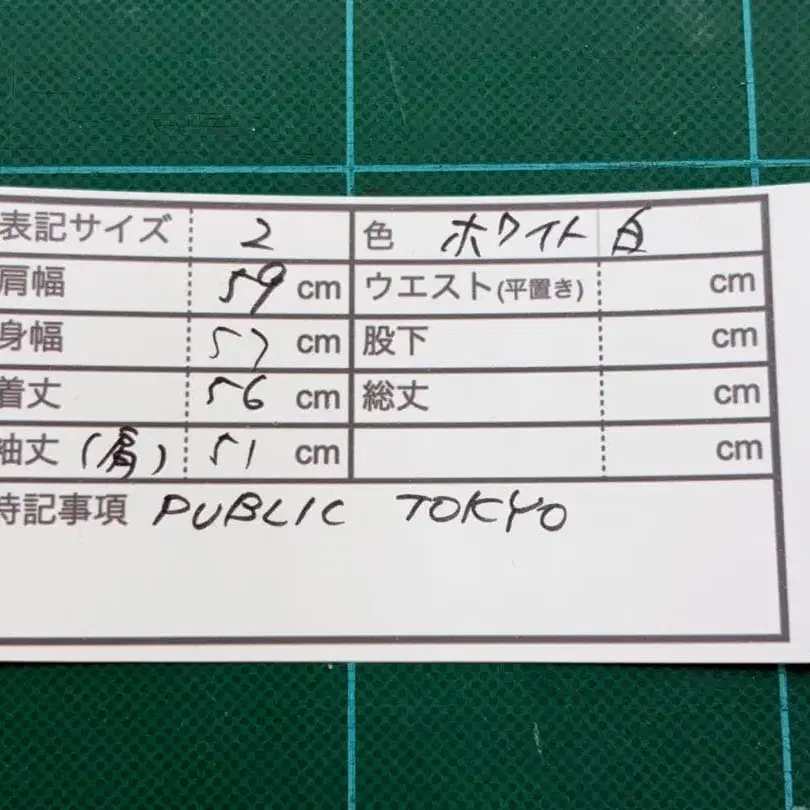 表記サイズ 2 色 ホワイト 白
肩幅 59 cm ウエスト(平置き) cm
身幅 57 cm 股下 cm
着丈 56 cm 総丈 cm
袖丈 (肩) 51 cm cm
特記事項 PUBLIC TOKYO